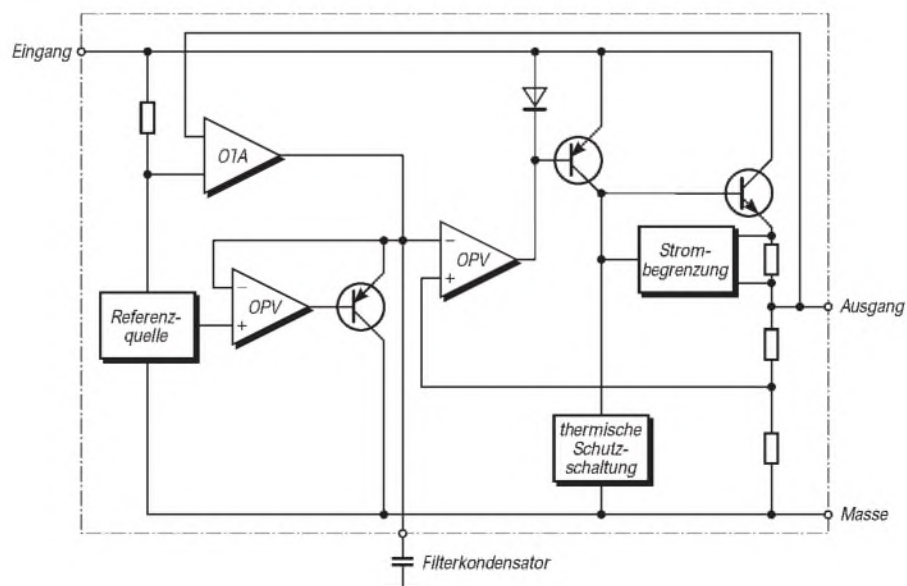 Eingang
OTA
−
OPV
+
−
OPV
+
Strom-
begrenzung
Referenz-
quelle
Ausgang
thermische
Schutz-
schaltung
Masse
Filterkondensator